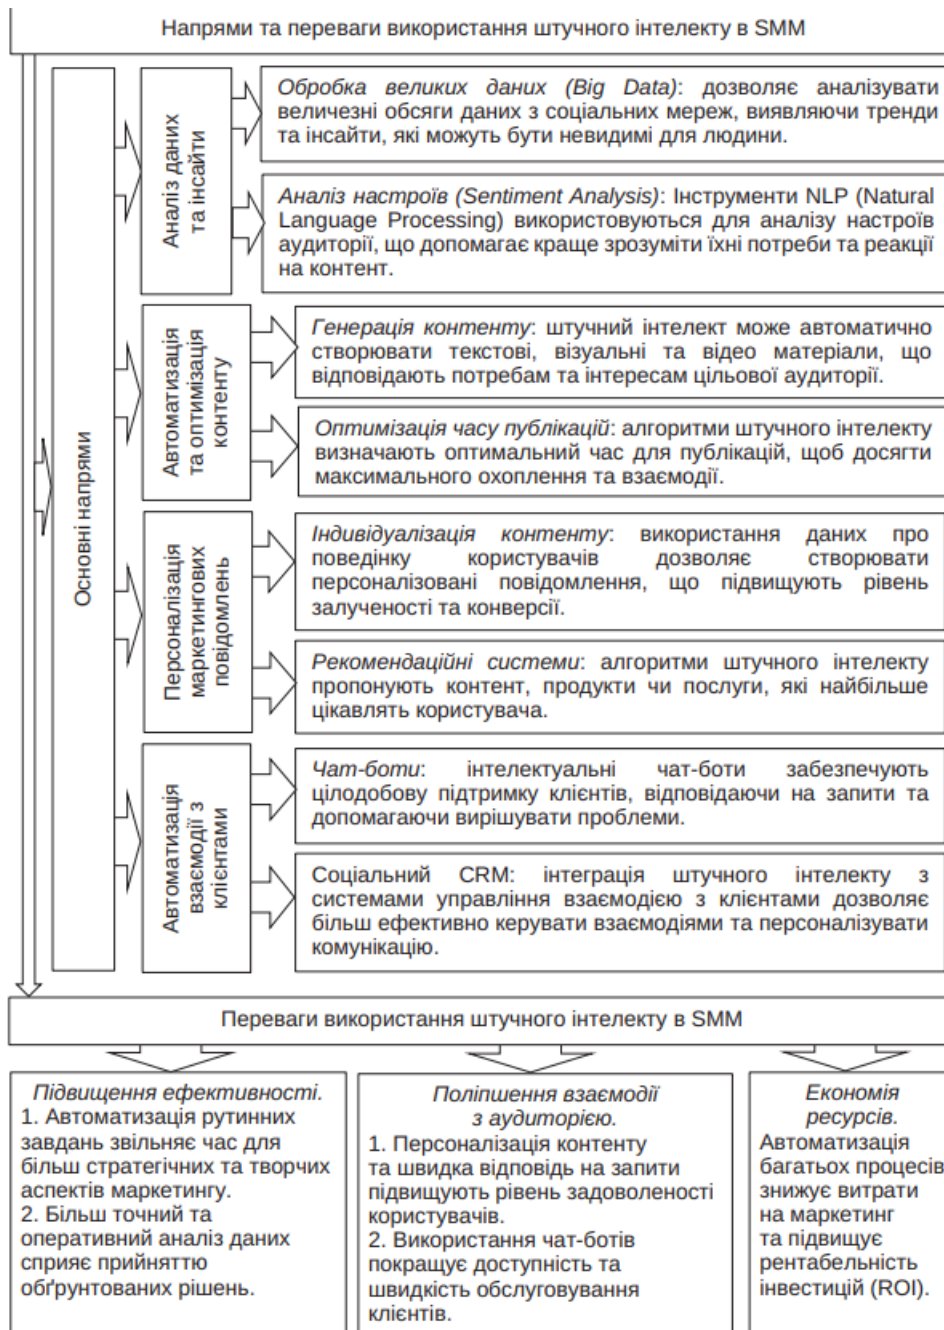 Напрями та переваги використання штучного інтелекту в SMM
Основні напрями
Аналіз даних
та інсайти
Обробка великих даних (Big Data): дозволяє аналізувати
величезні обсяги даних з соціальних мереж, виявляючи тренди
та інсайти, які можуть бути невидимі для людини.
Аналіз настроїв (Sentiment Analysis): Інструменти NLP (Natural
Language Processing) використовуються для аналізу настроїв
аудиторії, що допомагає краще зрозуміти їхні потреби та реакції
на контент.
Автоматизація
та оптимізація
контенту
Генерація контенту: штучний інтелект може автоматично
створювати текстові, візуальні та відео матеріали, що
відповідають потребам та інтересам цільової аудиторії.
Оптимізація часу публікацій: алгоритми штучного інтелекту
визначають оптимальний час для публікацій, щоб досягти
максимального охоплення та взаємодії.
Персоналізація
маркетингових
повідомлень
Індивідуалізація контенту: використання даних про
поведінку користувачів дозволяє створювати
персоналізовані повідомлення, що підвищують рівень
залученості та конверсії.
Рекомендаційні системи: алгоритми штучного інтелекту
пропонують контент, продукти чи послуги, які найбільше
цікавлять користувача.
Автоматизація
взаємодії з
клієнтами
Чат-боти: інтелектуальні чат-боти забезпечують
цілодобову підтримку клієнтів, відповідаючи на запити та
допомагаючи вирішувати проблеми.
Соціальний CRM: інтеграція штучного інтелекту з
системами управління взаємодією з клієнтами дозволяє
більш ефективно керувати взаємодіями та персоналізувати
комунікацію.
Переваги використання штучного інтелекту в SMM
Підвищення ефективності.
1. Автоматизація рутинних
завдань звільняє час для
більш стратегічних та творчих
аспектів маркетингу.
2. Більш точний та
оперативний аналіз даних
сприяє прийняттю
обґрунтованих рішень.
Поліпшення взаємодії
з аудиторією.
1. Персоналізація контенту
та швидка відповідь на запити
підвищують рівень задоволеності
користувачів.
2. Використання чат-ботів
покращує доступність та
швидкість обслуговування
клієнтів.
Економія
ресурсів.
Автоматизація
багатьох процесів
знижує витрати
на маркетинг
та підвищує
рентабельність
інвестицій (ROI).